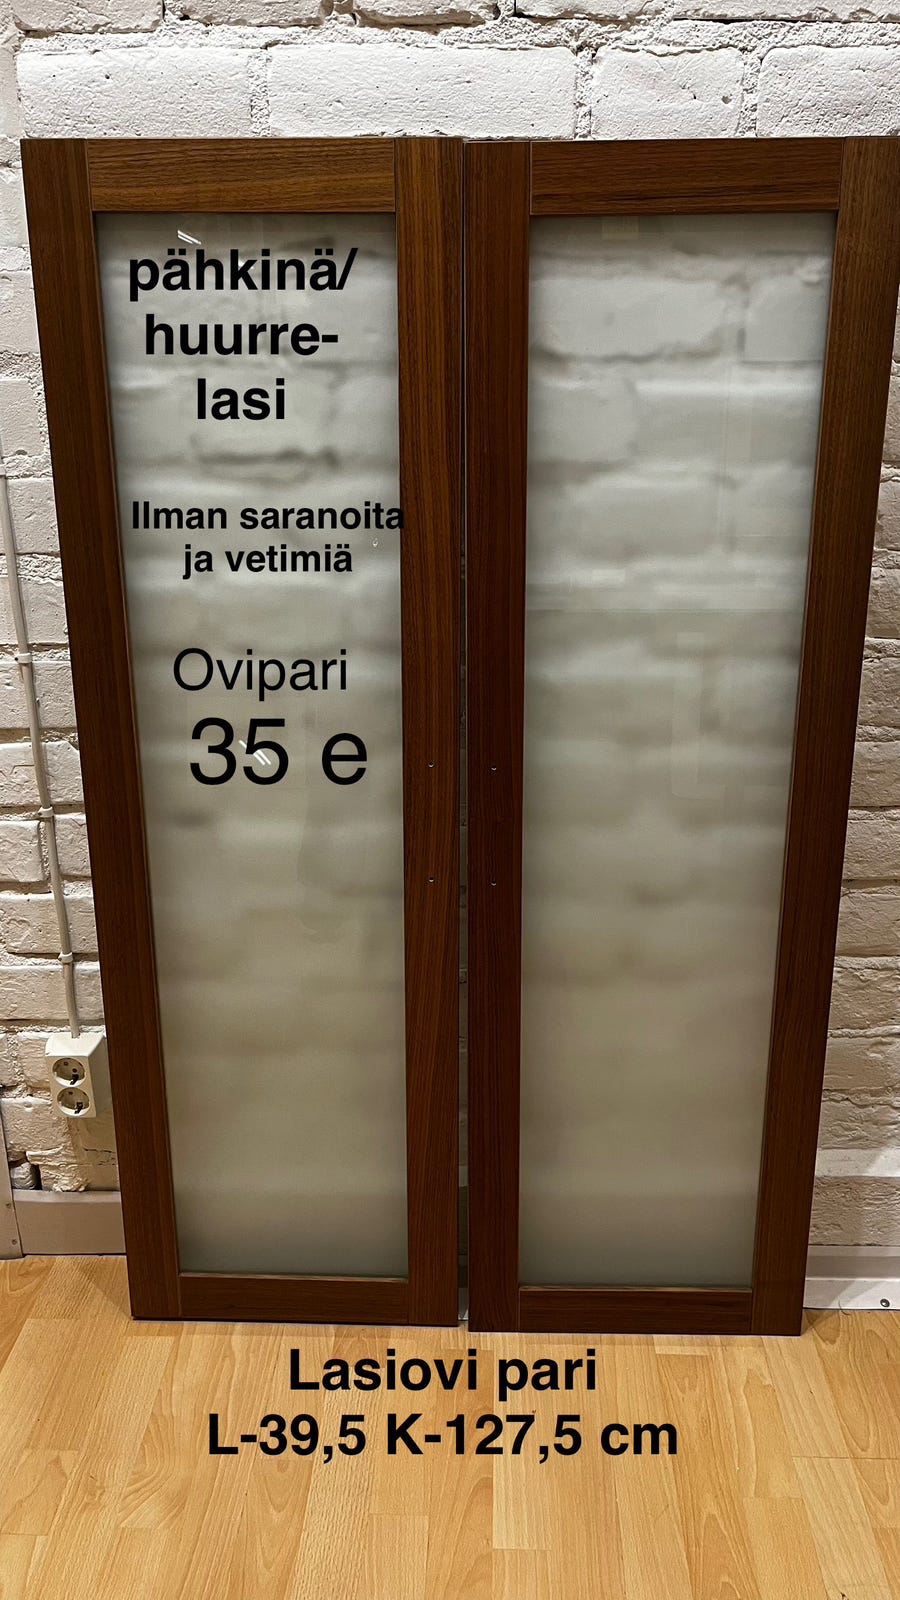 pähkinä/
huurre-
lasi
Ilman saranoita
ja vetimiä
Ovipari
35 e
Lasiovi pari
L-39,5 K-127,5 cm